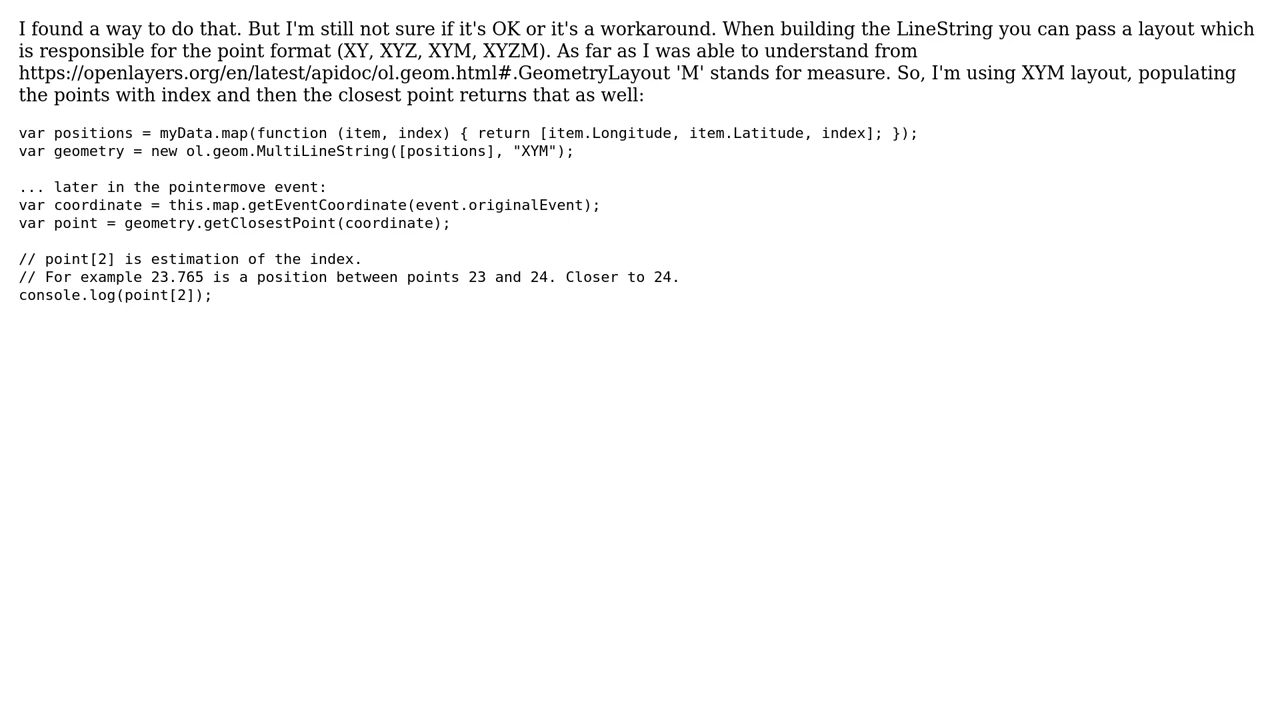 I found a way to do that. But I'm still not sure if it's OK or it's a workaround. When building the LineString you can pass a layout which
is responsible for the point format (XY, XYZ, XYM, XYZM). As far as I was able to understand from
https://openlayers.org/en/latest/apidoc/ol.geom.html#.GeometryLayout 'M' stands for measure. So, I'm using XYM layout, populating
the points with index and then the closest point returns that as well:
var positions = myData.map(function (item, index) { return [item.Longitude, item.Latitude, index]; });
var geometry = new ol.geom.MultiLineString([positions], "XYM");
... later in the pointermove event:
var coordinate = this.map.getEventCoordinate(event.originalEvent);
var point = geometry.getClosestPoint(coordinate);
// point[2] is estimation of the index.
// For example 23.765 is a position between points 23 and 24. Closer to 24.
console.log(point[2]);